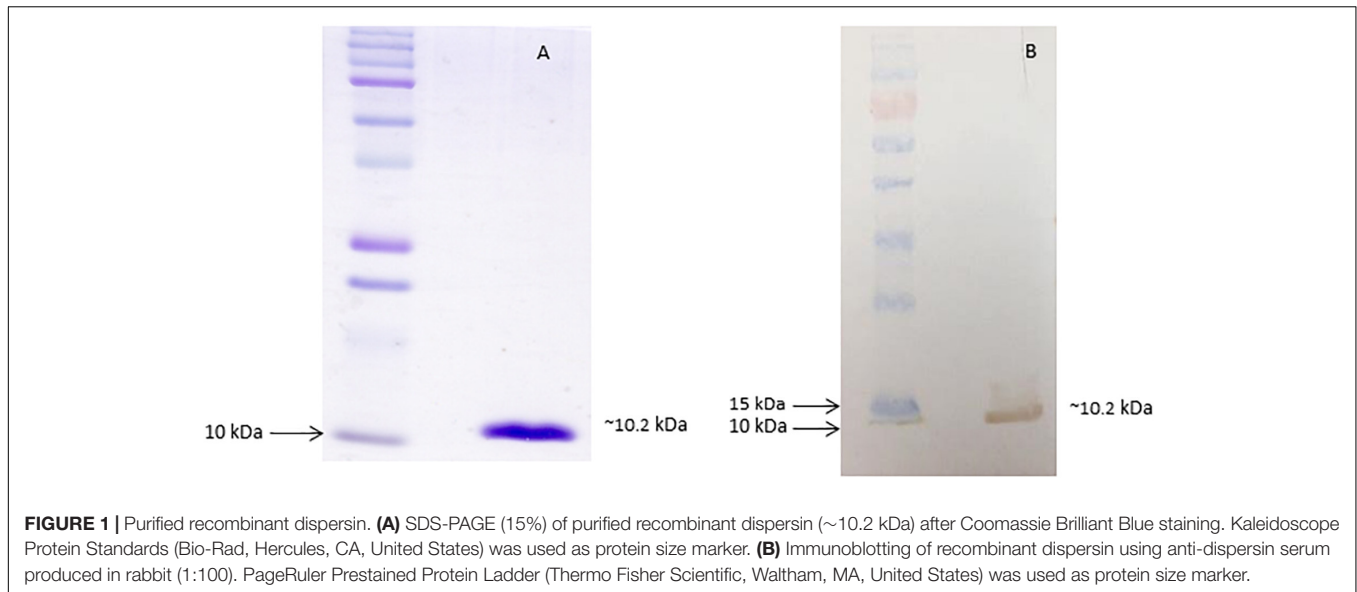 A
B
10 kDa
~10.2 kDa
15 kDa
10 kDa
~10.2 kDa
FIGURE 1 | Purified recombinant dispersin. (A) SDS-PAGE (15%) of purified recombinant dispersin (∼10.2 kDa) after Coomassie Brilliant Blue staining. Kaleidoscope
Protein Standards (Bio-Rad, Hercules, CA, United States) was used as protein size marker. (B) Immunoblotting of recombinant dispersin using anti-dispersin serum
produced in rabbit (1:100). PageRuler Prestained Protein Ladder (Thermo Fisher Scientific, Waltham, MA, United States) was used as protein size marker.